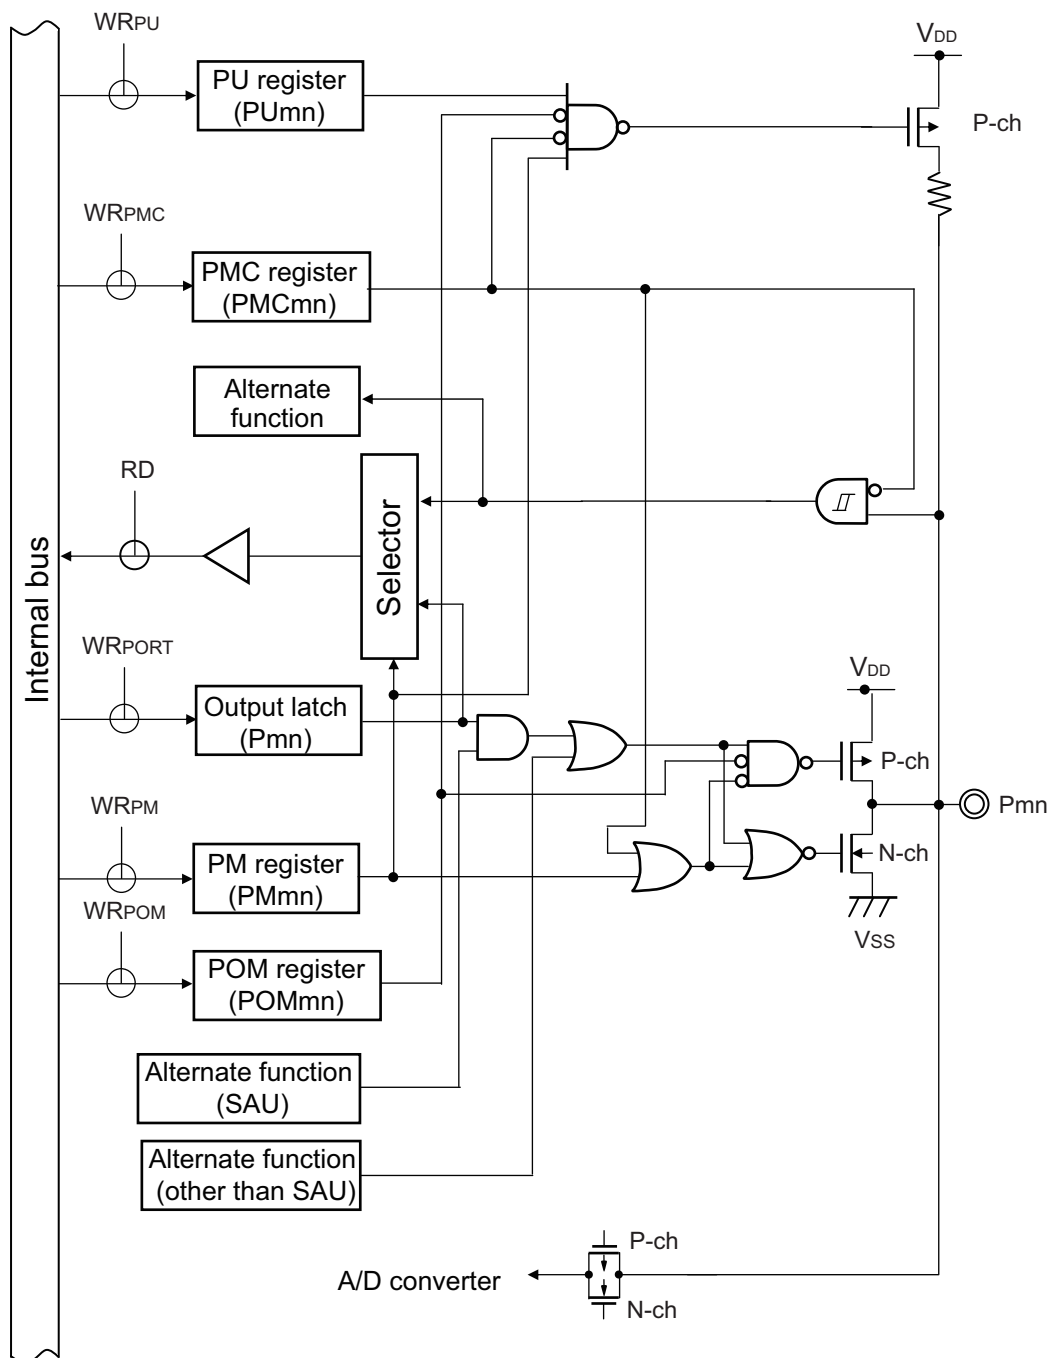 WRPU
VDD
PU register
(PUmn)
P-ch
WRPMC
PMC register
(PMCmn)
Alternate
function
RD
Selector
Internal bus
WRPORT
Output latch
(Pmn)
VDD
P-ch
WRPM
Pmn
PM register
(PMmn)
N-ch
WRPOM
VSS
POM register
(POMmn)
Alternate function
(SAU)
Alternate function
(other than SAU)
P-ch
A/D converter
N-ch